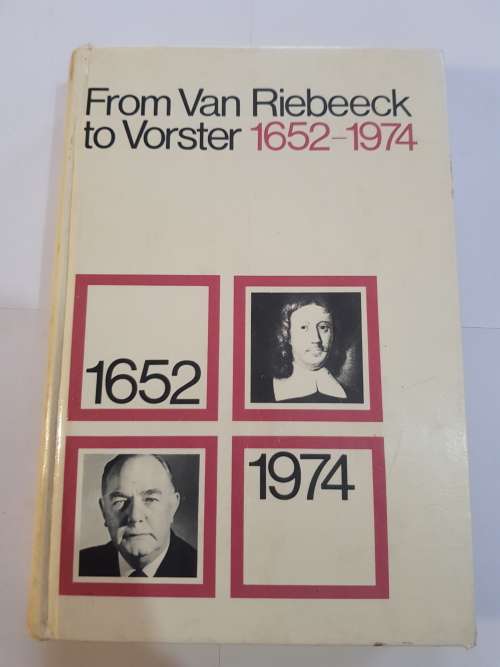 From Van Riebeeck
to Vorster 1652-1974
1652
1974